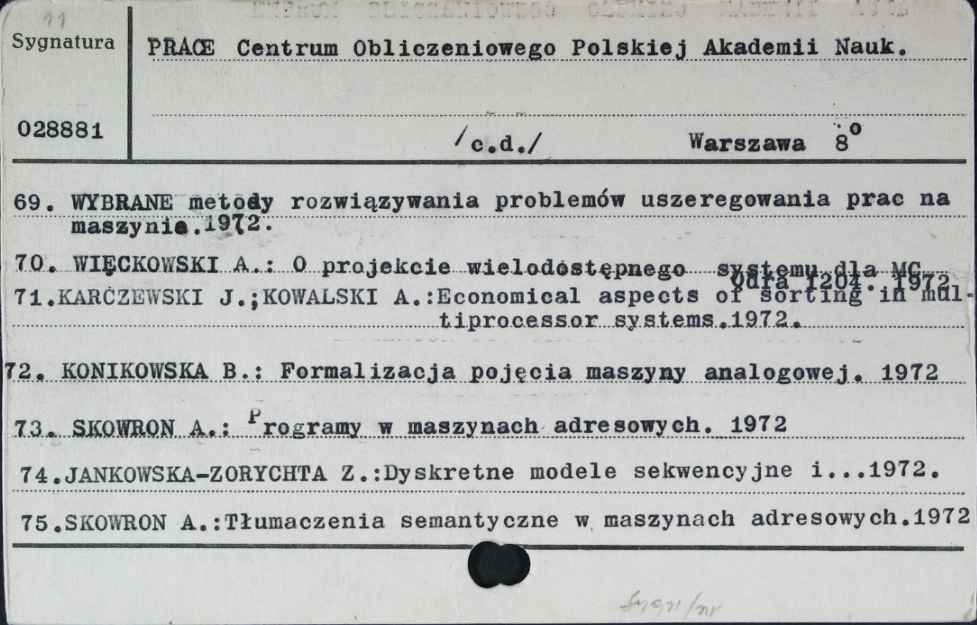 11
Sygnatura
PRACE Centrum Obliczeniowego Polskiej Akademii Nauk.
028881
/c.d./ Warszawa 8°
69. WYBRANE metody rozwiązywania problemów uszeregowania prac na
maszynie.1972.
70. WIĘCKOWSKI A.: O projekcie wielodostępnego systemu dla MC
Odra 1204. 1972
71.KARCZEWSKI J.;KOWALSKI A.:Economical aspects of sorting in mul-
tiprocessor systems.1972.
72. KONIKOWSKA B.: Formalizacja pojęcia maszyny analogowej. 1972
73. SKOWRON A.: Programy w maszynach adresowych. 1972
74.JANKOWSKA-ZORYCHTA Z.:Dyskretne modele sekwencyjne i...1972.
75.SKOWRON A.:Tłumaczenia semantyczne w maszynach adresowych.1972